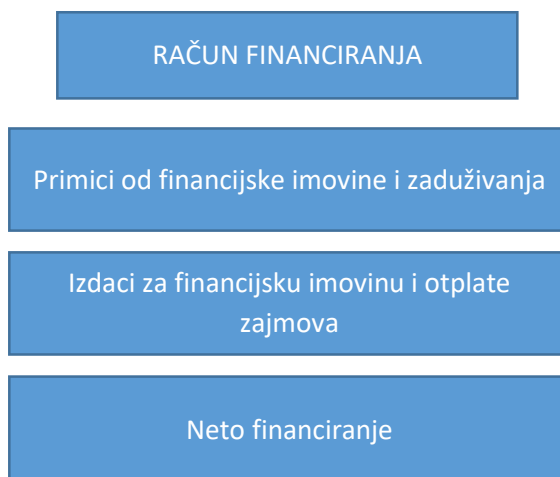 RAČUN FINANCIRANJA
Primici od financijske imovine i zaduživanja
Izdaci za financijsku imovinu i otplate
zajmova
Neto financiranje